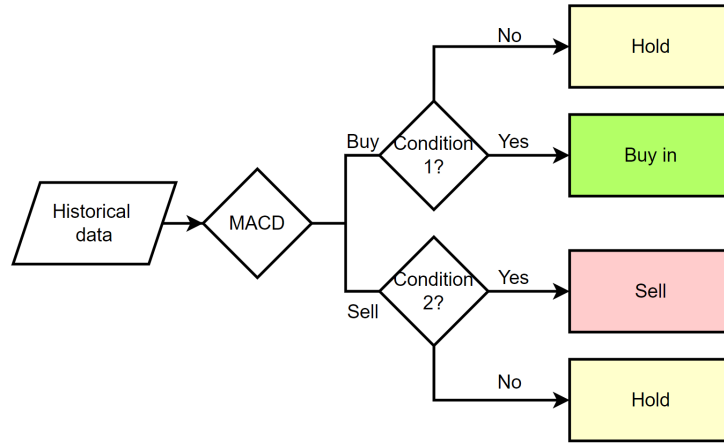 No
Hold
Buy
Condition
1?
Yes
Buy in
Historical
data
MACD
Condition
2?
Sell
Yes
Sell
No
Hold